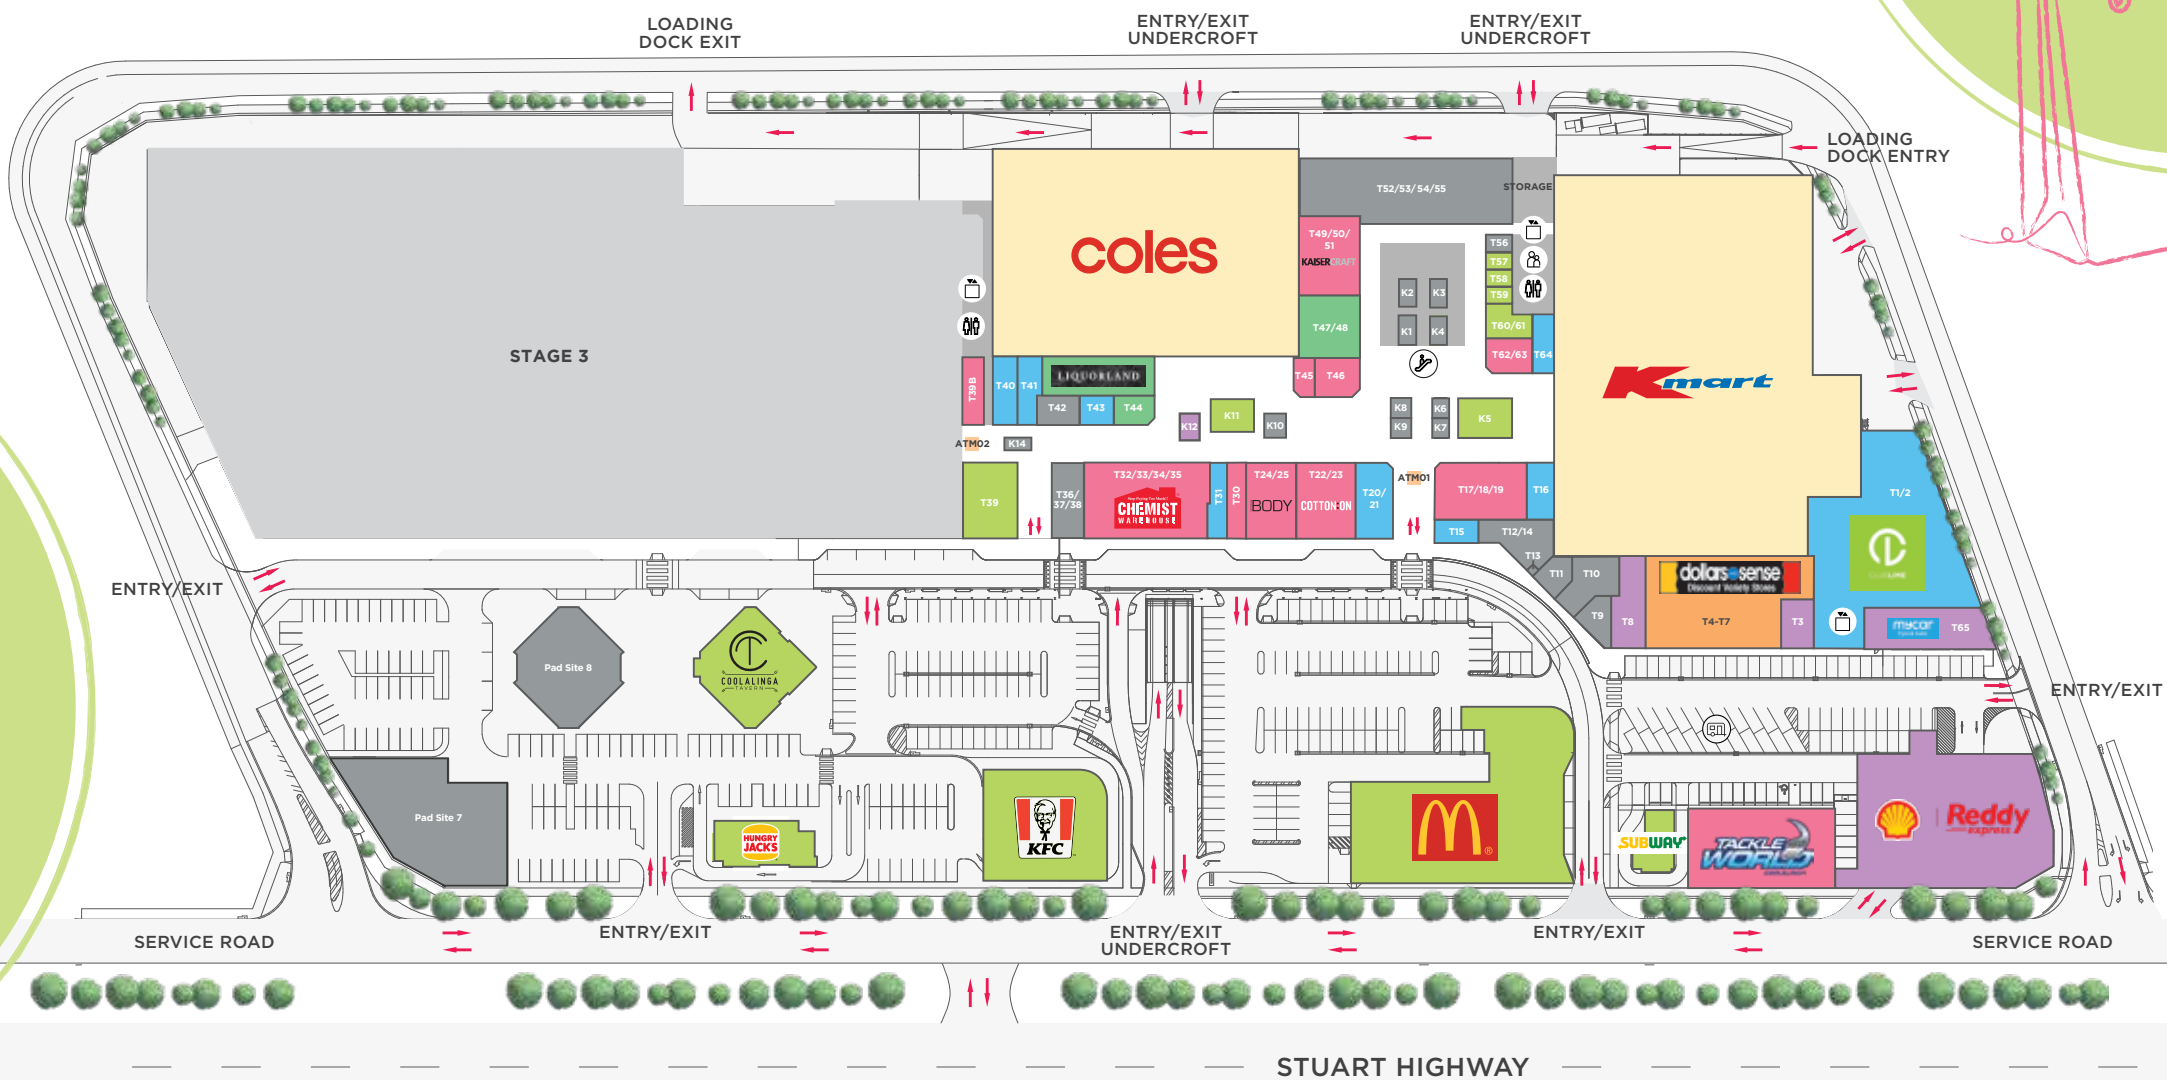 LOADING
DOCK EXIT
ENTRY/EXIT
UNDERCROFT
ENTRY/EXIT
UNDERCROFT
LOADING
DOCK ENTRY
STAGE 3
coles
T52/53/54/55
STORAGE
T49/50/
51
KAISERCRAFT
T47/48
T45
T46
K2
K3
K1
K4
T56
T57
T58
T59
T60/61
T62/63
T64
Kmart
T39B
T40
T41
LIQUORLAND
T42
T43
T44
K12
K11
K10
K8
K9
K6
K7
K5
ATM02
K14
T39
T36/
37/38
T32/33/34/35
CHEMIST
WAREHOUSE
T31
T30
T24/25
BODY
T22/23
COTTON:ON
T20/
21
ATM01
T17/18/19
T16
T15
T12/14
T13
T11
T10
T9
T8
dollars sense
Discount Variety Stores
T4-T7
T3
T1/2
CLUBLIME
mycar
T65
ENTRY/EXIT
ENTRY/EXIT
Pad Site 8
COOLALINGA
TAVERN
Pad Site 7
HUNGRY
JACK'S
KFC
SUBWAY
TACKLE
WORLD
COOLALINGA
Reddy
express
SERVICE ROAD
ENTRY/EXIT
ENTRY/EXIT
UNDERCROFT
ENTRY/EXIT
SERVICE ROAD
STUART HIGHWAY